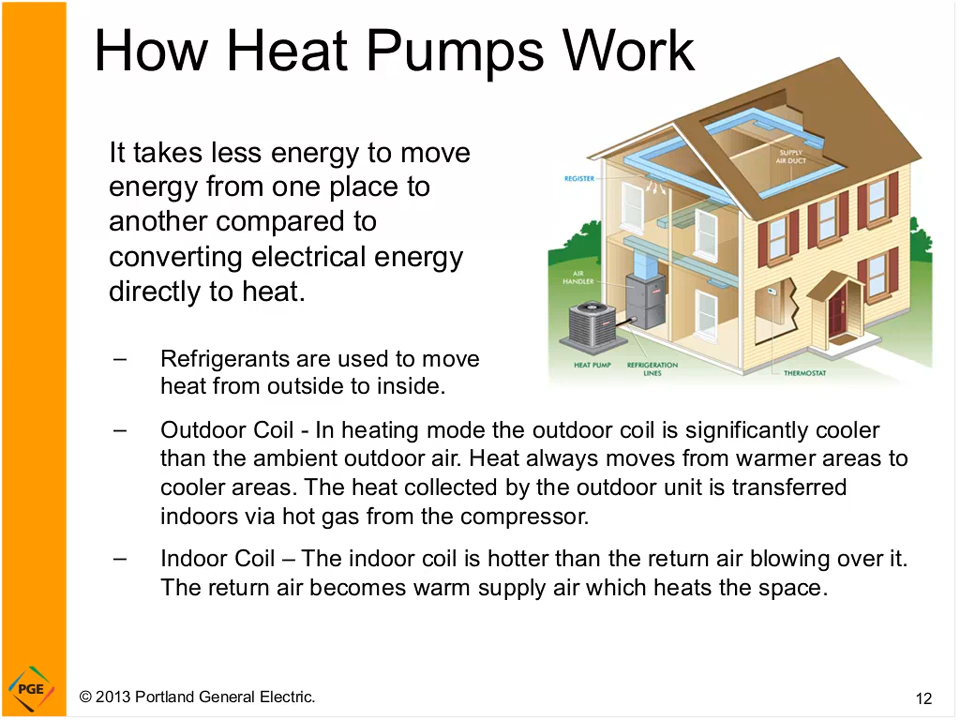 How Heat Pumps Work
It takes less energy to move
energy from one place to
another compared to
converting electrical energy
directly to heat.
– Refrigerants are used to move
heat from outside to inside.
– Outdoor Coil - In heating mode the outdoor coil is significantly cooler
than the ambient outdoor air. Heat always moves from warmer areas to
cooler areas. The heat collected by the outdoor unit is transferred
indoors via hot gas from the compressor.
– Indoor Coil – The indoor coil is hotter than the return air blowing over it.
The return air becomes warm supply air which heats the space.
REGISTER
SUPPLY
AIR DUCT
AIR
HANDLER
HEAT PUMP
REFRIGERATION
LINES
THERMOSTAT
PGE
© 2013 Portland General Electric.
12